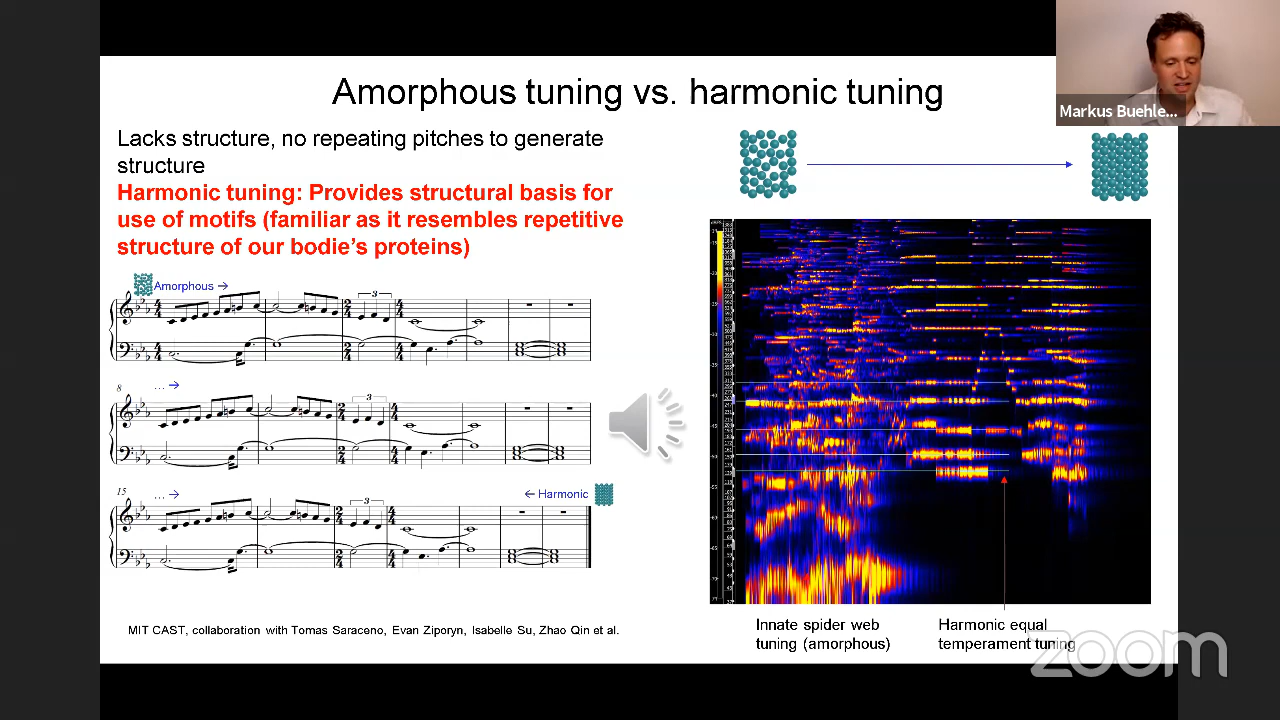 Amorphous tuning vs. harmonic tuning
Markus Buehle...
Lacks structure, no repeating pitches to generate
structure
Harmonic tuning: Provides structural basis for
use of motifs (familiar as it resembles repetitive
structure of our bodie's proteins)
Amorphous →
3
8
... →
3
15
... →
3
← Harmonic
MIT CAST, collaboration with Tomas Saraceno, Evan Ziporyn, Isabelle Su, Zhao Qin et al.
Innate spider web
tuning (amorphous)
Harmonic equal
temperament tuning
zoom